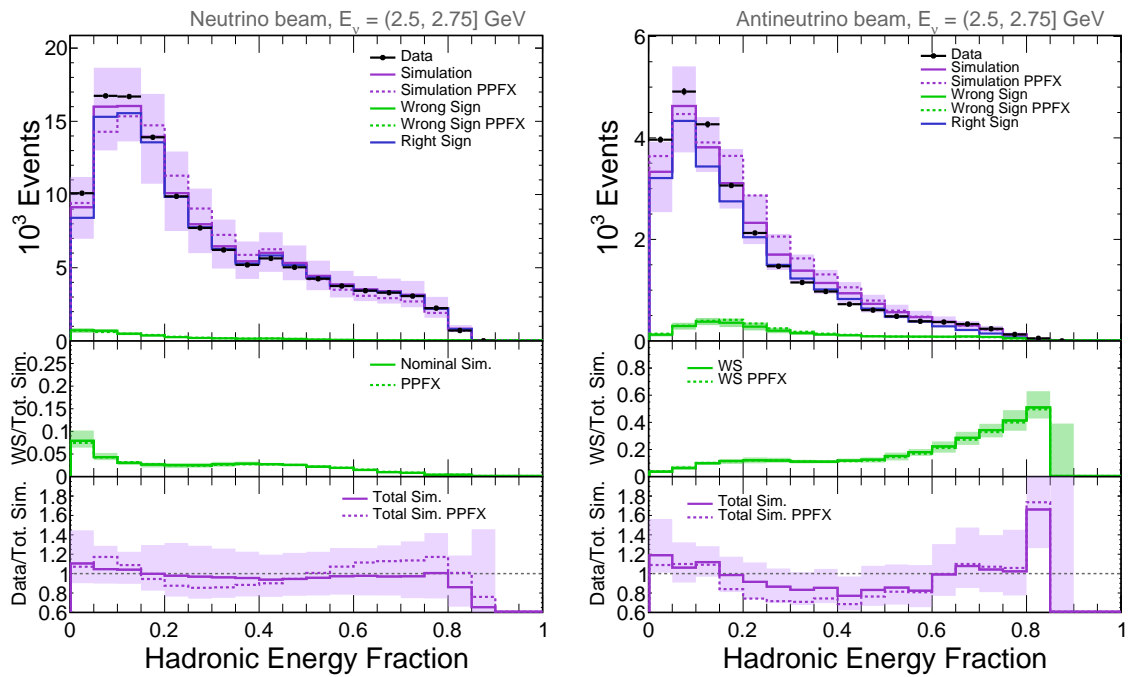 Neutrino beam, Eν = (2.5, 2.75] GeV
20
15
10
5
0
10³ Events
Data
Simulation
Simulation PPFX
Wrong Sign
Wrong Sign PPFX
Right Sign
0.25
0.2
0.15
0.1
0.05
0
WS/Tot. Sim.
Nominal Sim.
PPFX
1.8
1.6
1.4
1.2
1
0.8
0.6
Data/Tot. Sim.
Total Sim.
Total Sim. PPFX
0 0.2 0.4 0.6 0.8 1
Hadronic Energy Fraction
Antineutrino beam, Eν = (2.5, 2.75] GeV
6
4
2
0
10³ Events
Data
Simulation
Simulation PPFX
Wrong Sign
Wrong Sign PPFX
Right Sign
0.8
0.6
0.4
0.2
0
WS/Tot. Sim.
WS
WS PPFX
1.8
1.6
1.4
1.2
1
0.8
0.6
Data/Tot. Sim.
Total Sim.
Total Sim. PPFX
0 0.2 0.4 0.6 0.8 1
Hadronic Energy Fraction